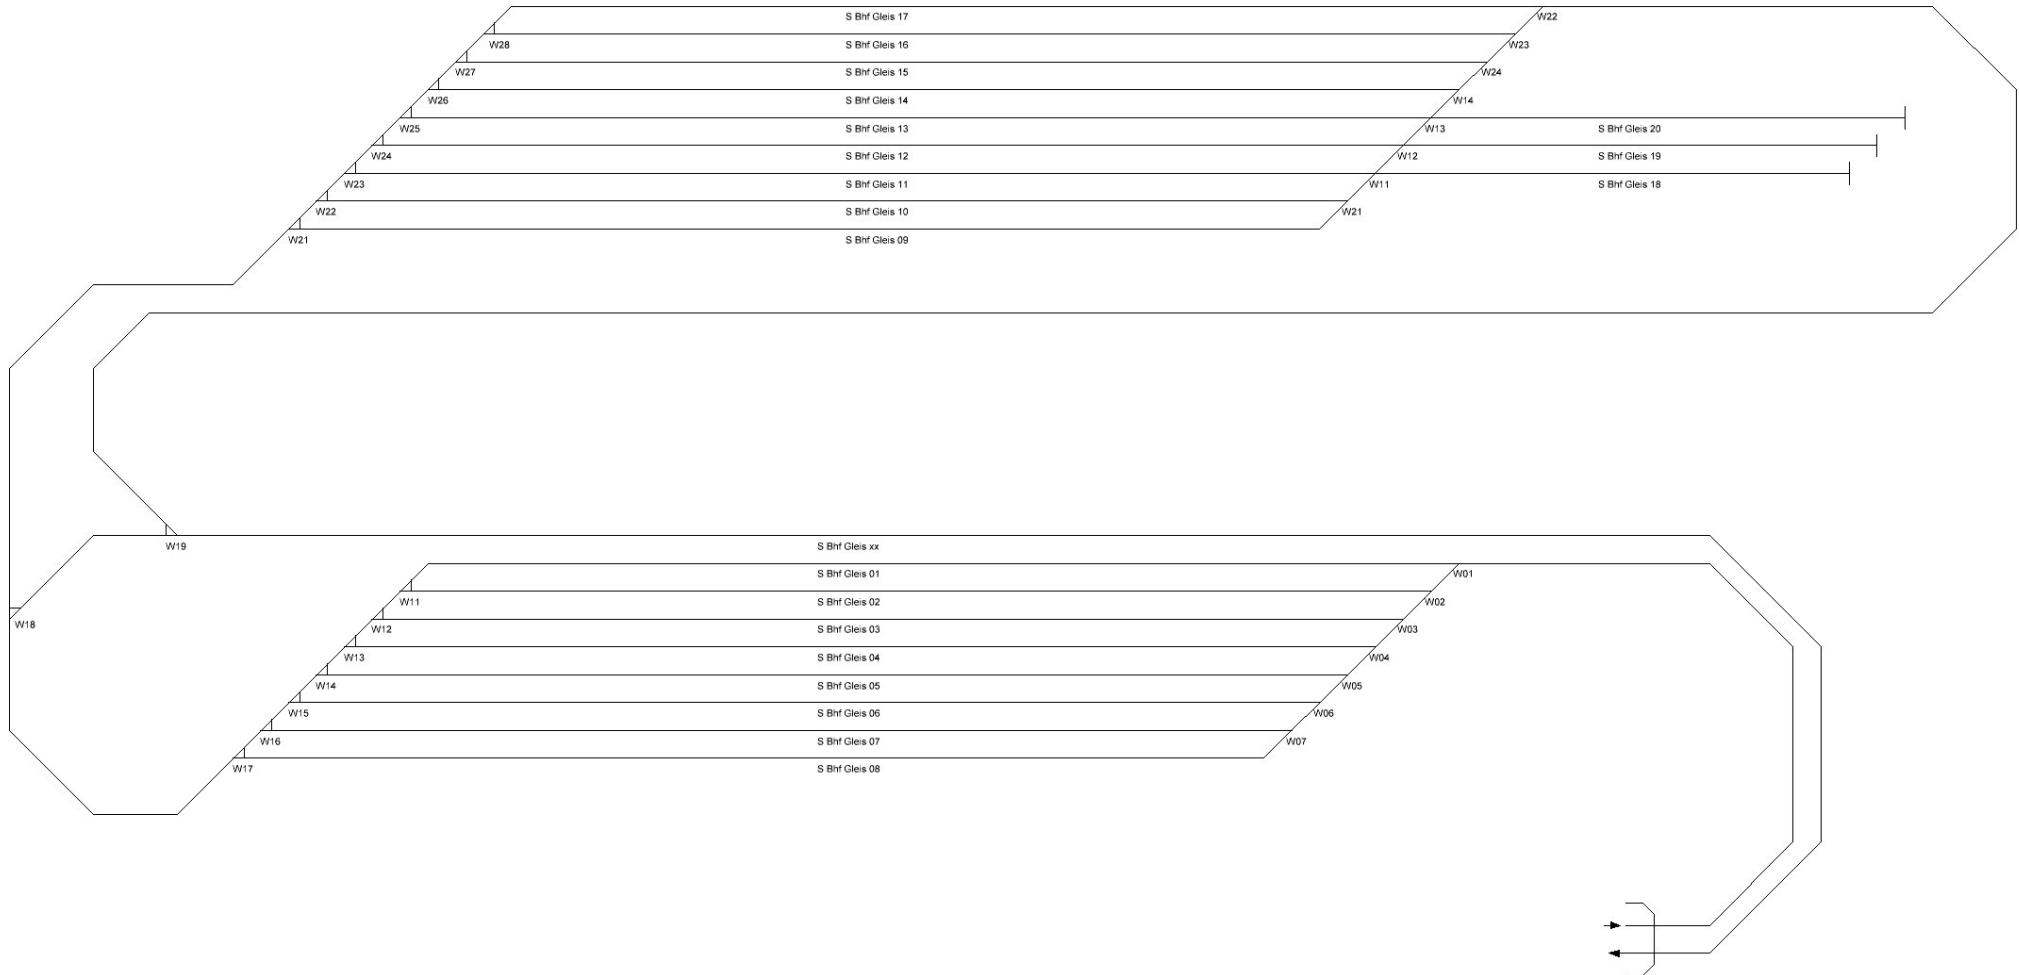 S Bhf Gleis 17 W22
W28 S Bhf Gleis 16 W23
W27 S Bhf Gleis 15 W24
W26 S Bhf Gleis 14 W14
W25 S Bhf Gleis 13 W13 S Bhf Gleis 20
W24 S Bhf Gleis 12 W12 S Bhf Gleis 19
W23 S Bhf Gleis 11 W11 S Bhf Gleis 18
W22 S Bhf Gleis 10 W21
W21 S Bhf Gleis 09
W19 S Bhf Gleis xx
S Bhf Gleis 01 W01
W11 S Bhf Gleis 02 W02
W18 W12 S Bhf Gleis 03 W03
W13 S Bhf Gleis 04 W04
W14 S Bhf Gleis 05 W05
W15 S Bhf Gleis 06 W06
W16 S Bhf Gleis 07 W07
W17 S Bhf Gleis 08